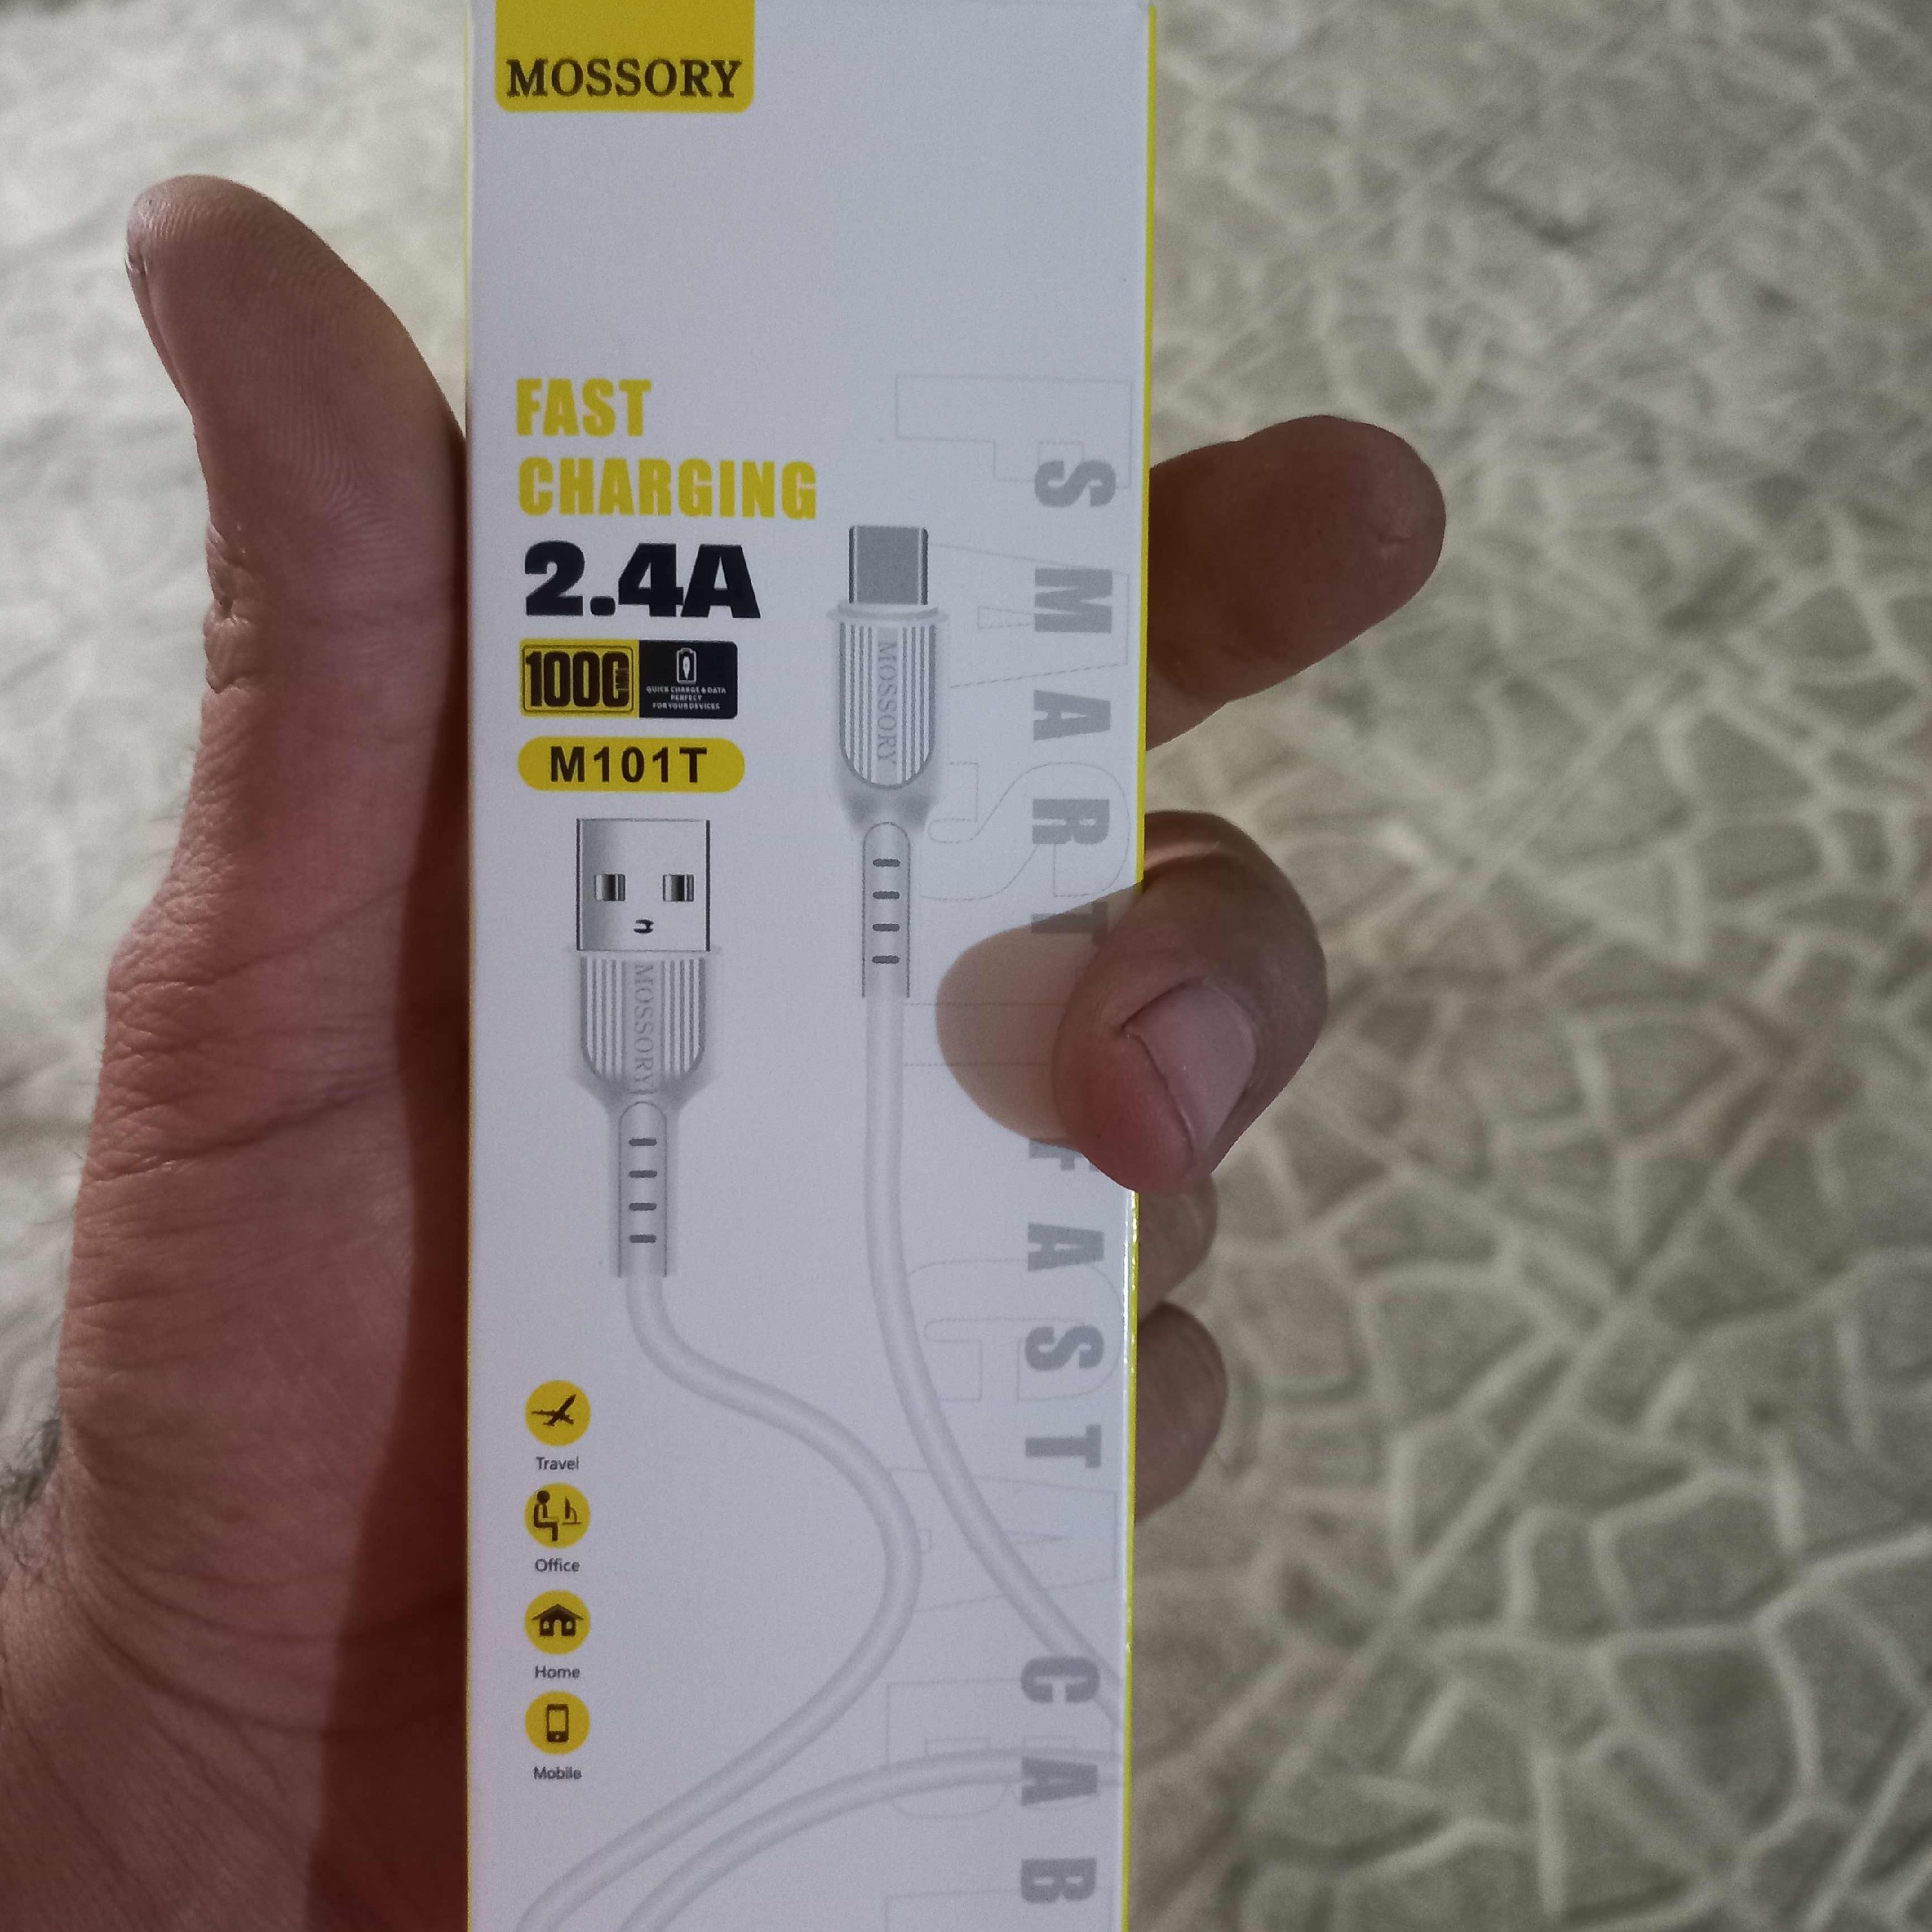 MOSSORY
FAST
CHARGING
2.4A
1000
QUICK CHARGE & DATA
PERFECT
FOR YOUR DEVICES
M101T
MOSSORY
MOSSORY
SMART FAST CAB
Travel
Office
Home
Mobile